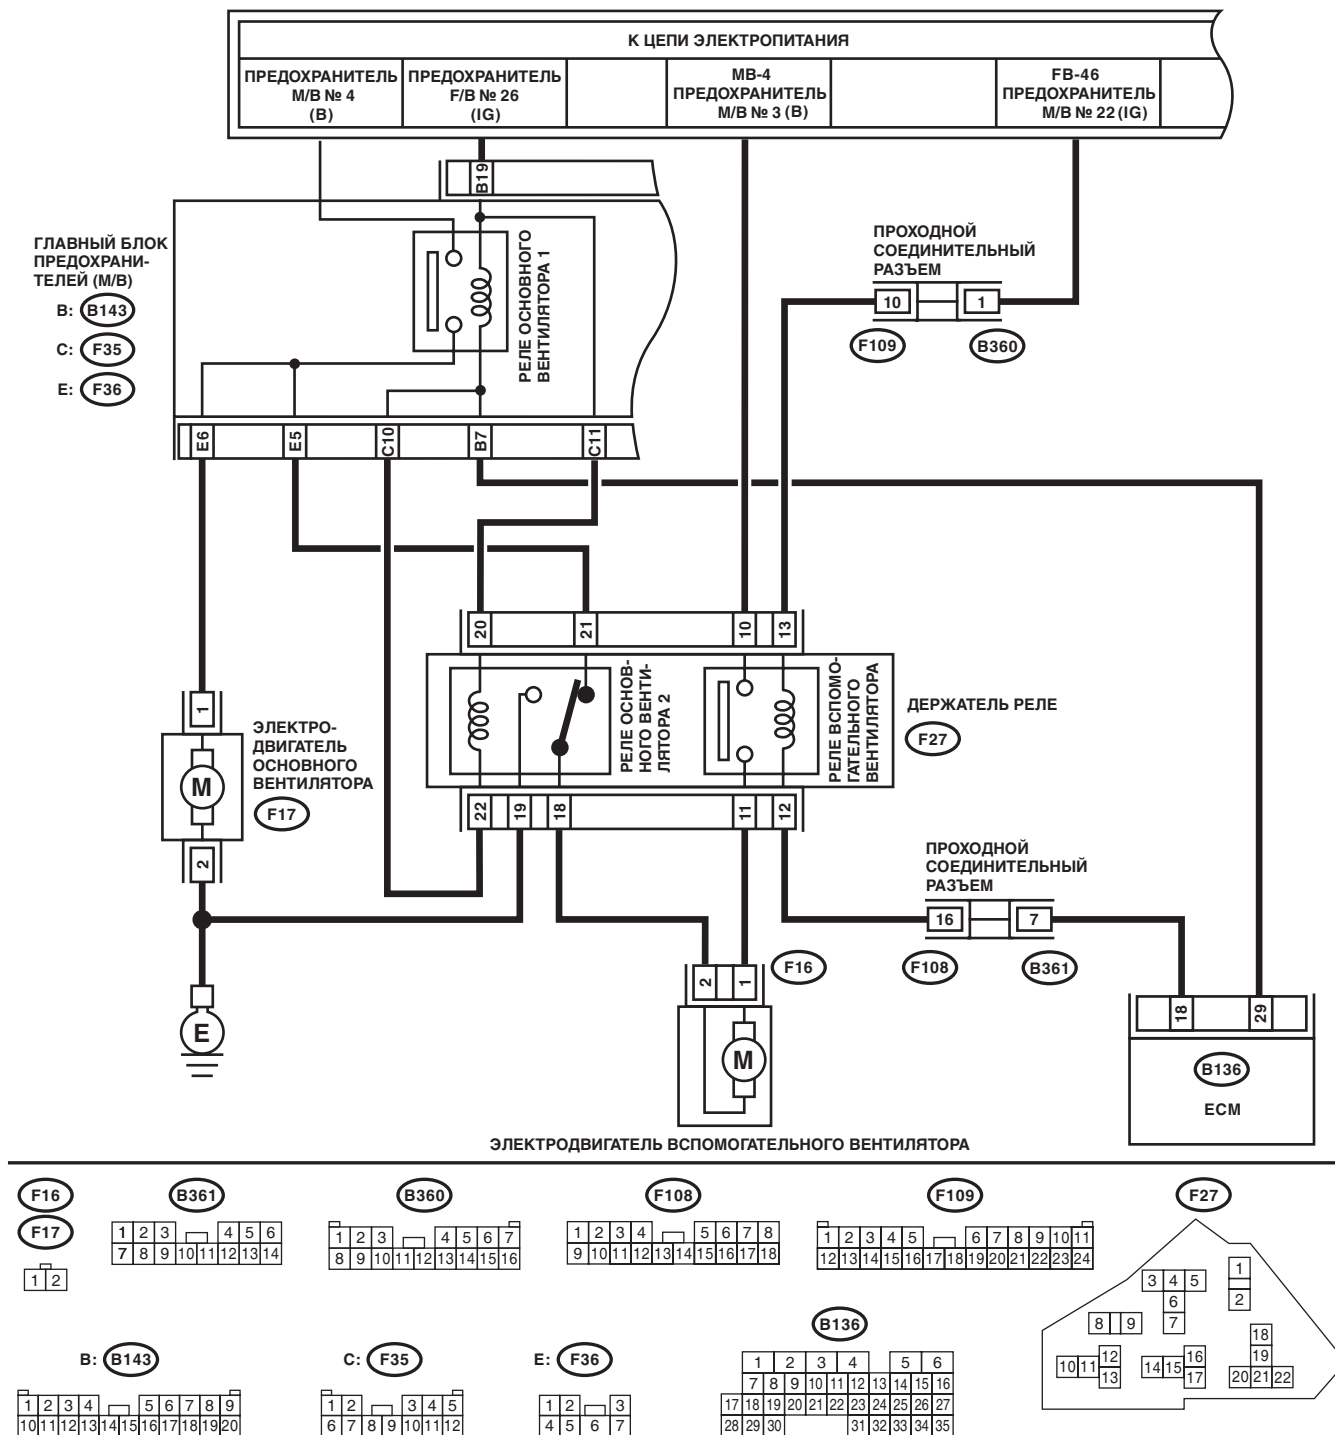 К ЦЕПИ ЭЛЕКТРОПИТАНИЯ
ПРЕДОХРАНИТЕЛЬ
М/В № 4
(B)
ПРЕДОХРАНИТЕЛЬ
F/B № 26
(IG)
MB-4
ПРЕДОХРАНИТЕЛЬ
М/В № 3 (B)
FB-46
ПРЕДОХРАНИТЕЛЬ
М/В № 22 (IG)
B19
ГЛАВНЫЙ БЛОК
ПРЕДОХРАНИ-
ТЕЛЕЙ (М/В)
B: B143
C: F35
E: F36
РЕЛЕ ОСНОВНОГО
ВЕНТИЛЯТОРА 1
ПРОХОДНОЙ
СОЕДИНИТЕЛЬНЫЙ
РАЗЪЕМ
10 1
F109 B360
E6 E5 C10 B7 C11
20 21 10 13
РЕЛЕ ОСНОВ-
НОГО ВЕНТИ-
ЛЯТОРА 2
РЕЛЕ ВСПОМО-
ГАТЕЛЬНОГО
ВЕНТИЛЯТОРА
ДЕРЖАТЕЛЬ РЕЛЕ
F27
1
ЭЛЕКТРО-
ДВИГАТЕЛЬ
ОСНОВНОГО
ВЕНТИЛЯТОРА
M
F17
2
22 19 18 11 12
ПРОХОДНОЙ
СОЕДИНИТЕЛЬНЫЙ
РАЗЪЕМ
16 7
F108 B361
E
2 1
F16
M
18 29
B136
ECM
ЭЛЕКТРОДВИГАТЕЛЬ ВСПОМОГАТЕЛЬНОГО ВЕНТИЛЯТОРА
F16
F17
1 2
B361
1 2 3 4 5 6
7 8 9 10 11 12 13 14
B360
1 2 3 4 5 6 7
8 9 10 11 12 13 14 15 16
F108
1 2 3 4 5 6 7 8
9 10 11 12 13 14 15 16 17 18
F109
1 2 3 4 5 6 7 8 9 10 11
12 13 14 15 16 17 18 19 20 21 22 23 24
F27
1
2
3 4 5
6
7
8 9
10 11 12
13
14 15 16
17
18
19
20 21 22
B: B143
1 2 3 4 5 6 7 8 9
10 11 12 13 14 15 16 17 18 19 20
C: F35
1 2 3 4 5
6 7 8 9 10 11 12
E: F36
1 2 3
4 5 6 7
B136
1 2 3 4 5 6
7 8 9 10 11 12 13 14 15 16
17 18 19 20 21 22 23 24 25 26 27
28 29 30 31 32 33 34 35